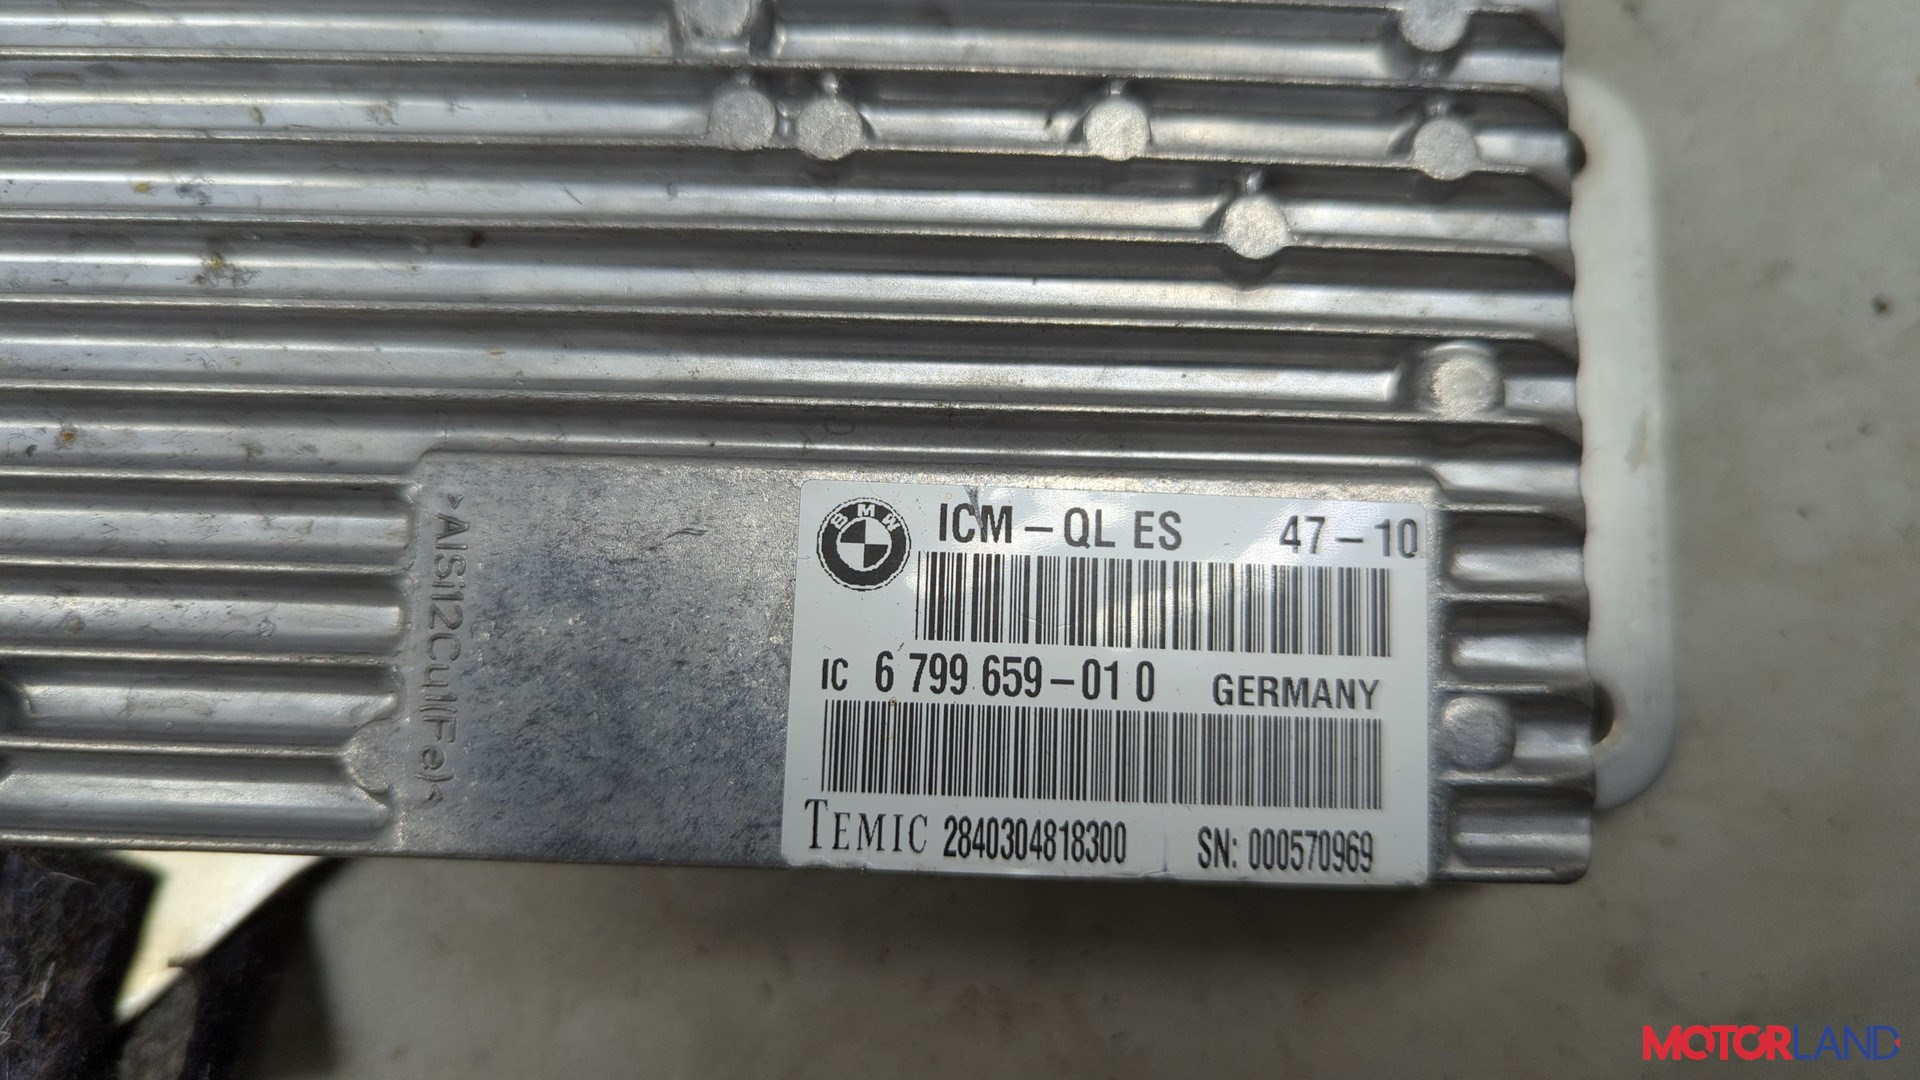 BMW
ICM - QL ES 47-10
IC 6 799 659-01 0 GERMANY
TEMIC 2840304818300 SN: 000570969
>AlSi12Cu1(Fe)<
MOTORLAND